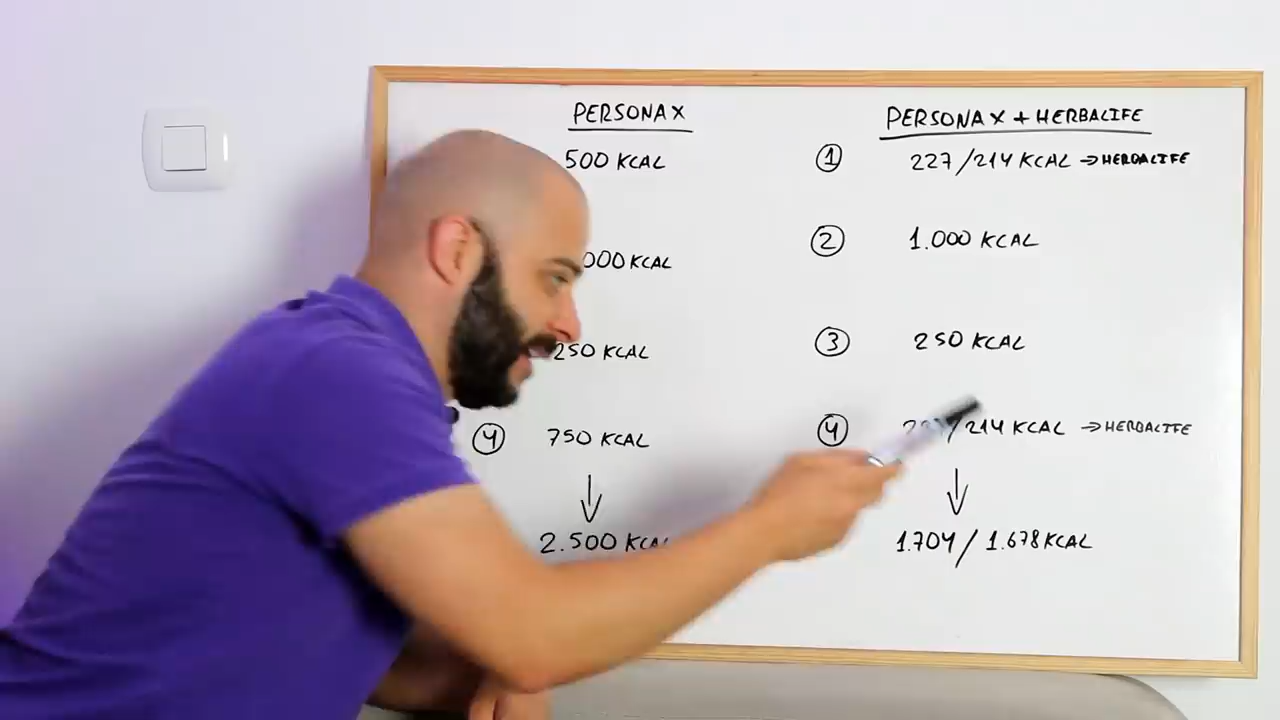 PERSONA X
500 KCAL
000 KCAL
250 KCAL
4 750 KCAL
2.500 KCAL
PERSONA X + HERBALIFE
1 227/214 KCAL → HERBALIFE
2 1.000 KCAL
3 250 KCAL
4 /214 KCAL → HERBALIFE
1.704/1.678 KCAL